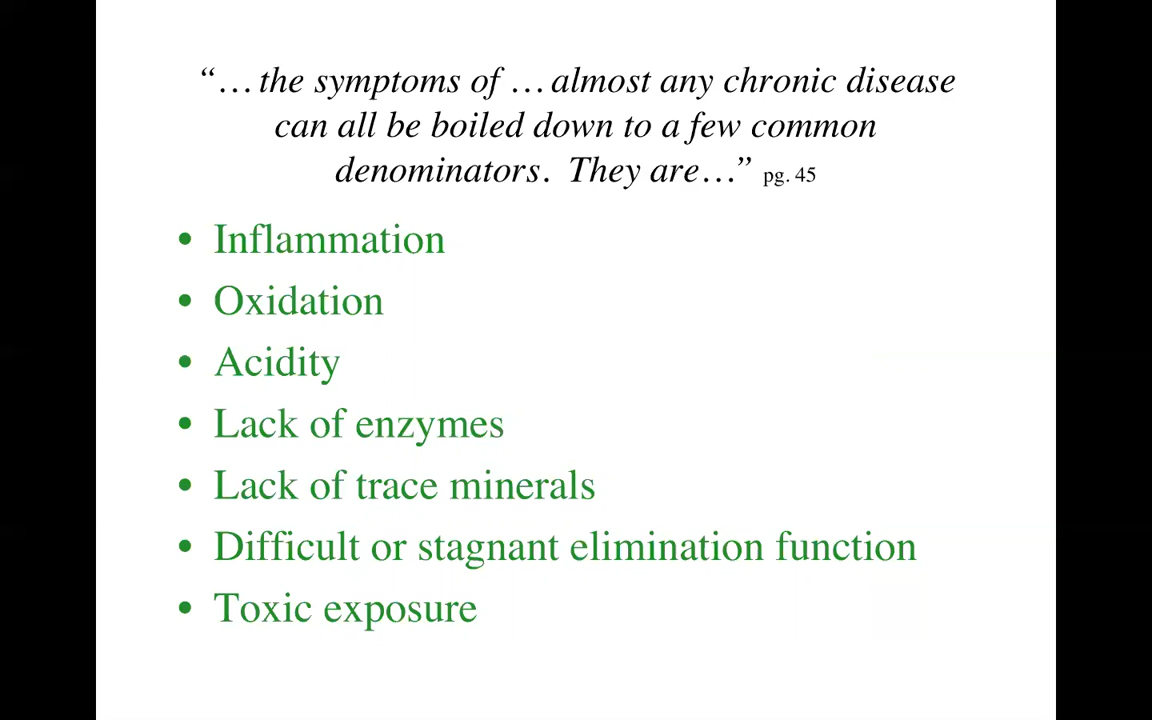 “… the symptoms of … almost any chronic disease
can all be boiled down to a few common
denominators.  They are…” pg. 45
• Inflammation
• Oxidation
• Acidity
• Lack of enzymes
• Lack of trace minerals
• Difficult or stagnant elimination function
• Toxic exposure